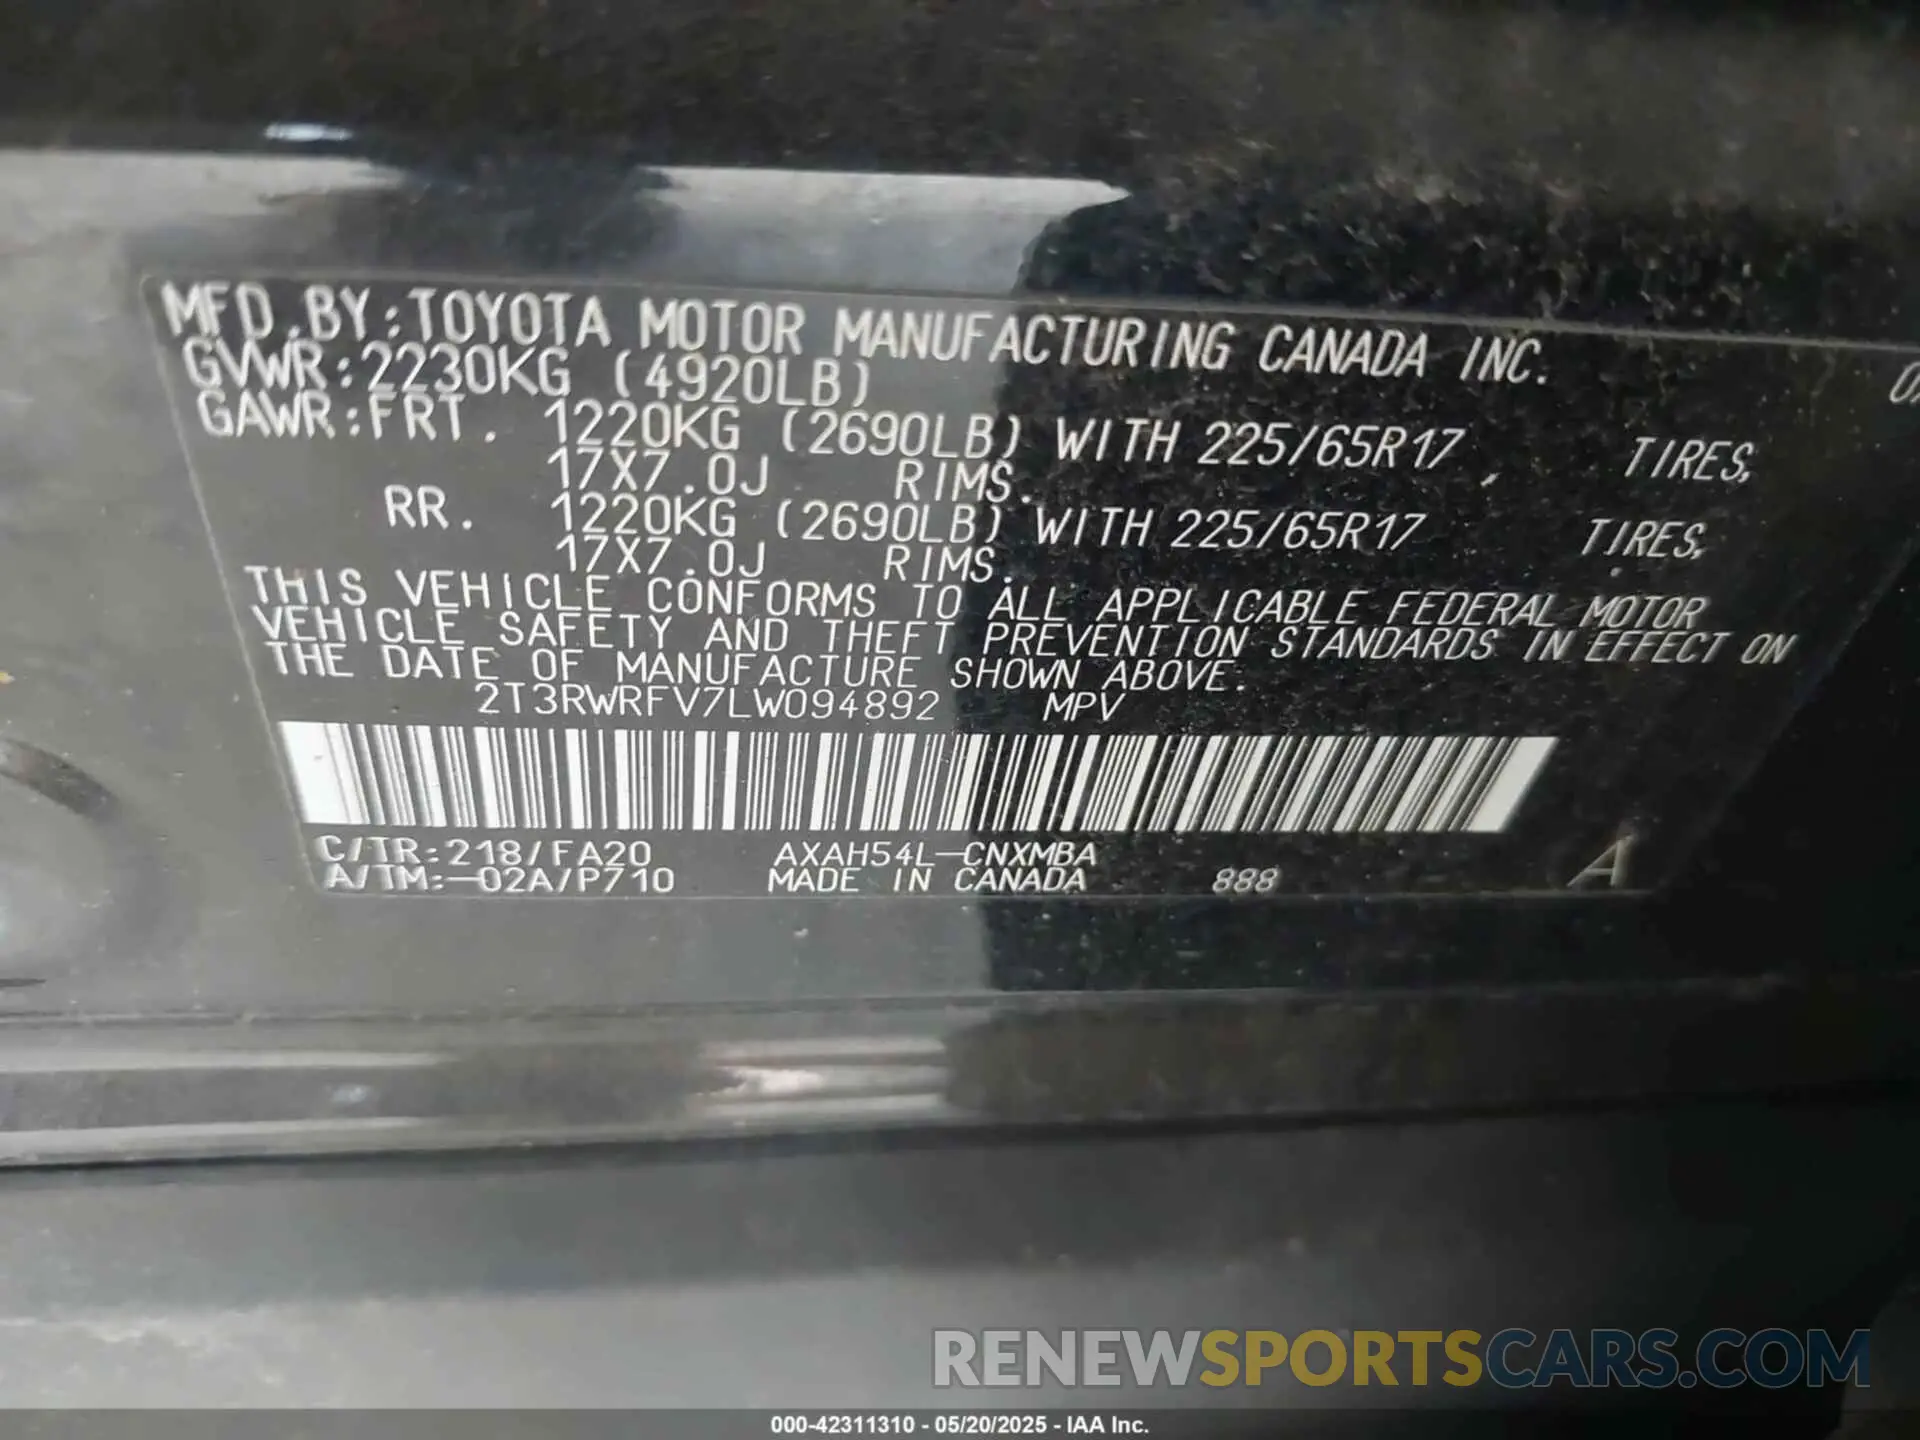 MFD.BY:TOYOTA MOTOR MANUFACTURING CANADA INC.
GVWR:2230KG (4920LB)
GAWR:FRT. 1220KG (2690LB) WITH 225/65R17 TIRES,
17X7.0J RIMS.
RR. 1220KG (2690LB) WITH 225/65R17 TIRES,
17X7.0J RIMS.
THIS VEHICLE CONFORMS TO ALL APPLICABLE FEDERAL MOTOR
VEHICLE SAFETY AND THEFT PREVENTION STANDARDS IN EFFECT ON
THE DATE OF MANUFACTURE SHOWN ABOVE.
2T3RWRFV7LW094892 MPV
C/TR:218/FA20 AXAH54L-CNXMBA
A/TM:-02A/P710 MADE IN CANADA 888 A
RENEWSPORTSCARS.COM
000-42311310 - 05/20/2025 - IAA Inc.